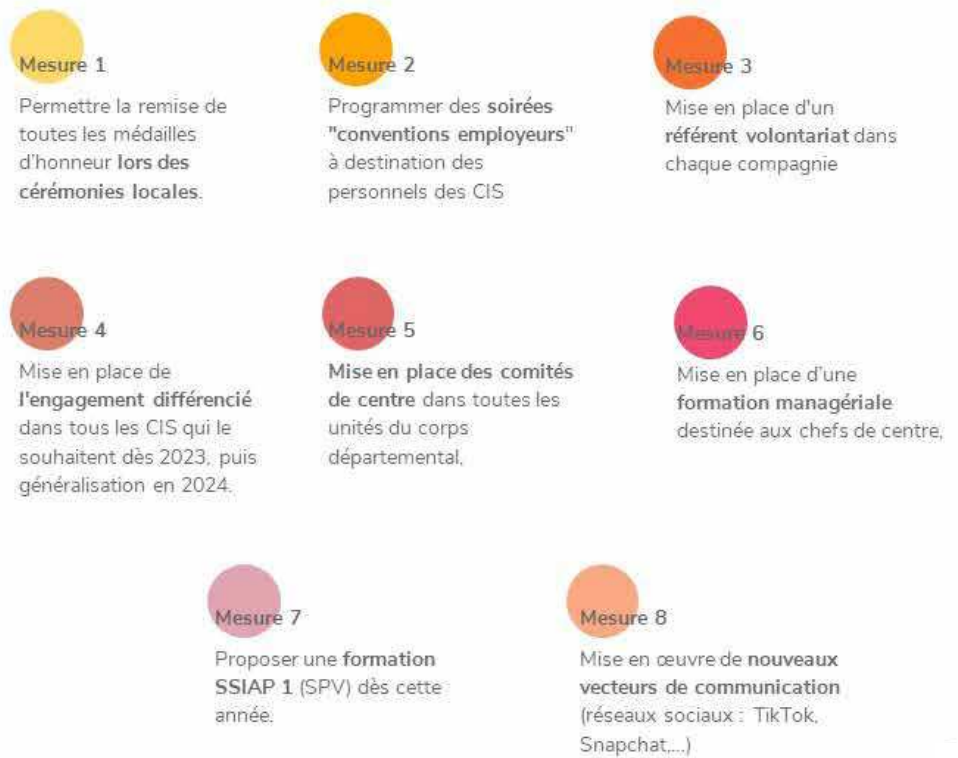 Mesure 1
Permettre la remise de
toutes les médailles
d'honneur lors des
cérémonies locales.
Mesure 2
Programmer des soirées
"conventions employeurs"
à destination des
personnels des CIS
Mesure 3
Mise en place d'un
référent volontariat dans
chaque compagnie
Mesure 4
Mise en place de
l'engagement différencié
dans tous les CIS qui le
souhaitent dès 2023, puis
généralisation en 2024.
Mesure 5
Mise en place des comités
de centre dans toutes les
unités du corps
départemental,
Mesure 6
Mise en place d'une
formation managériale
destinée aux chefs de centre,
Mesure 7
Proposer une formation
SSIAP 1 (SPV) dès cette
année.
Mesure 8
Mise en œuvre de nouveaux
vecteurs de communication
(réseaux sociaux : TikTok,
Snapchat,...)